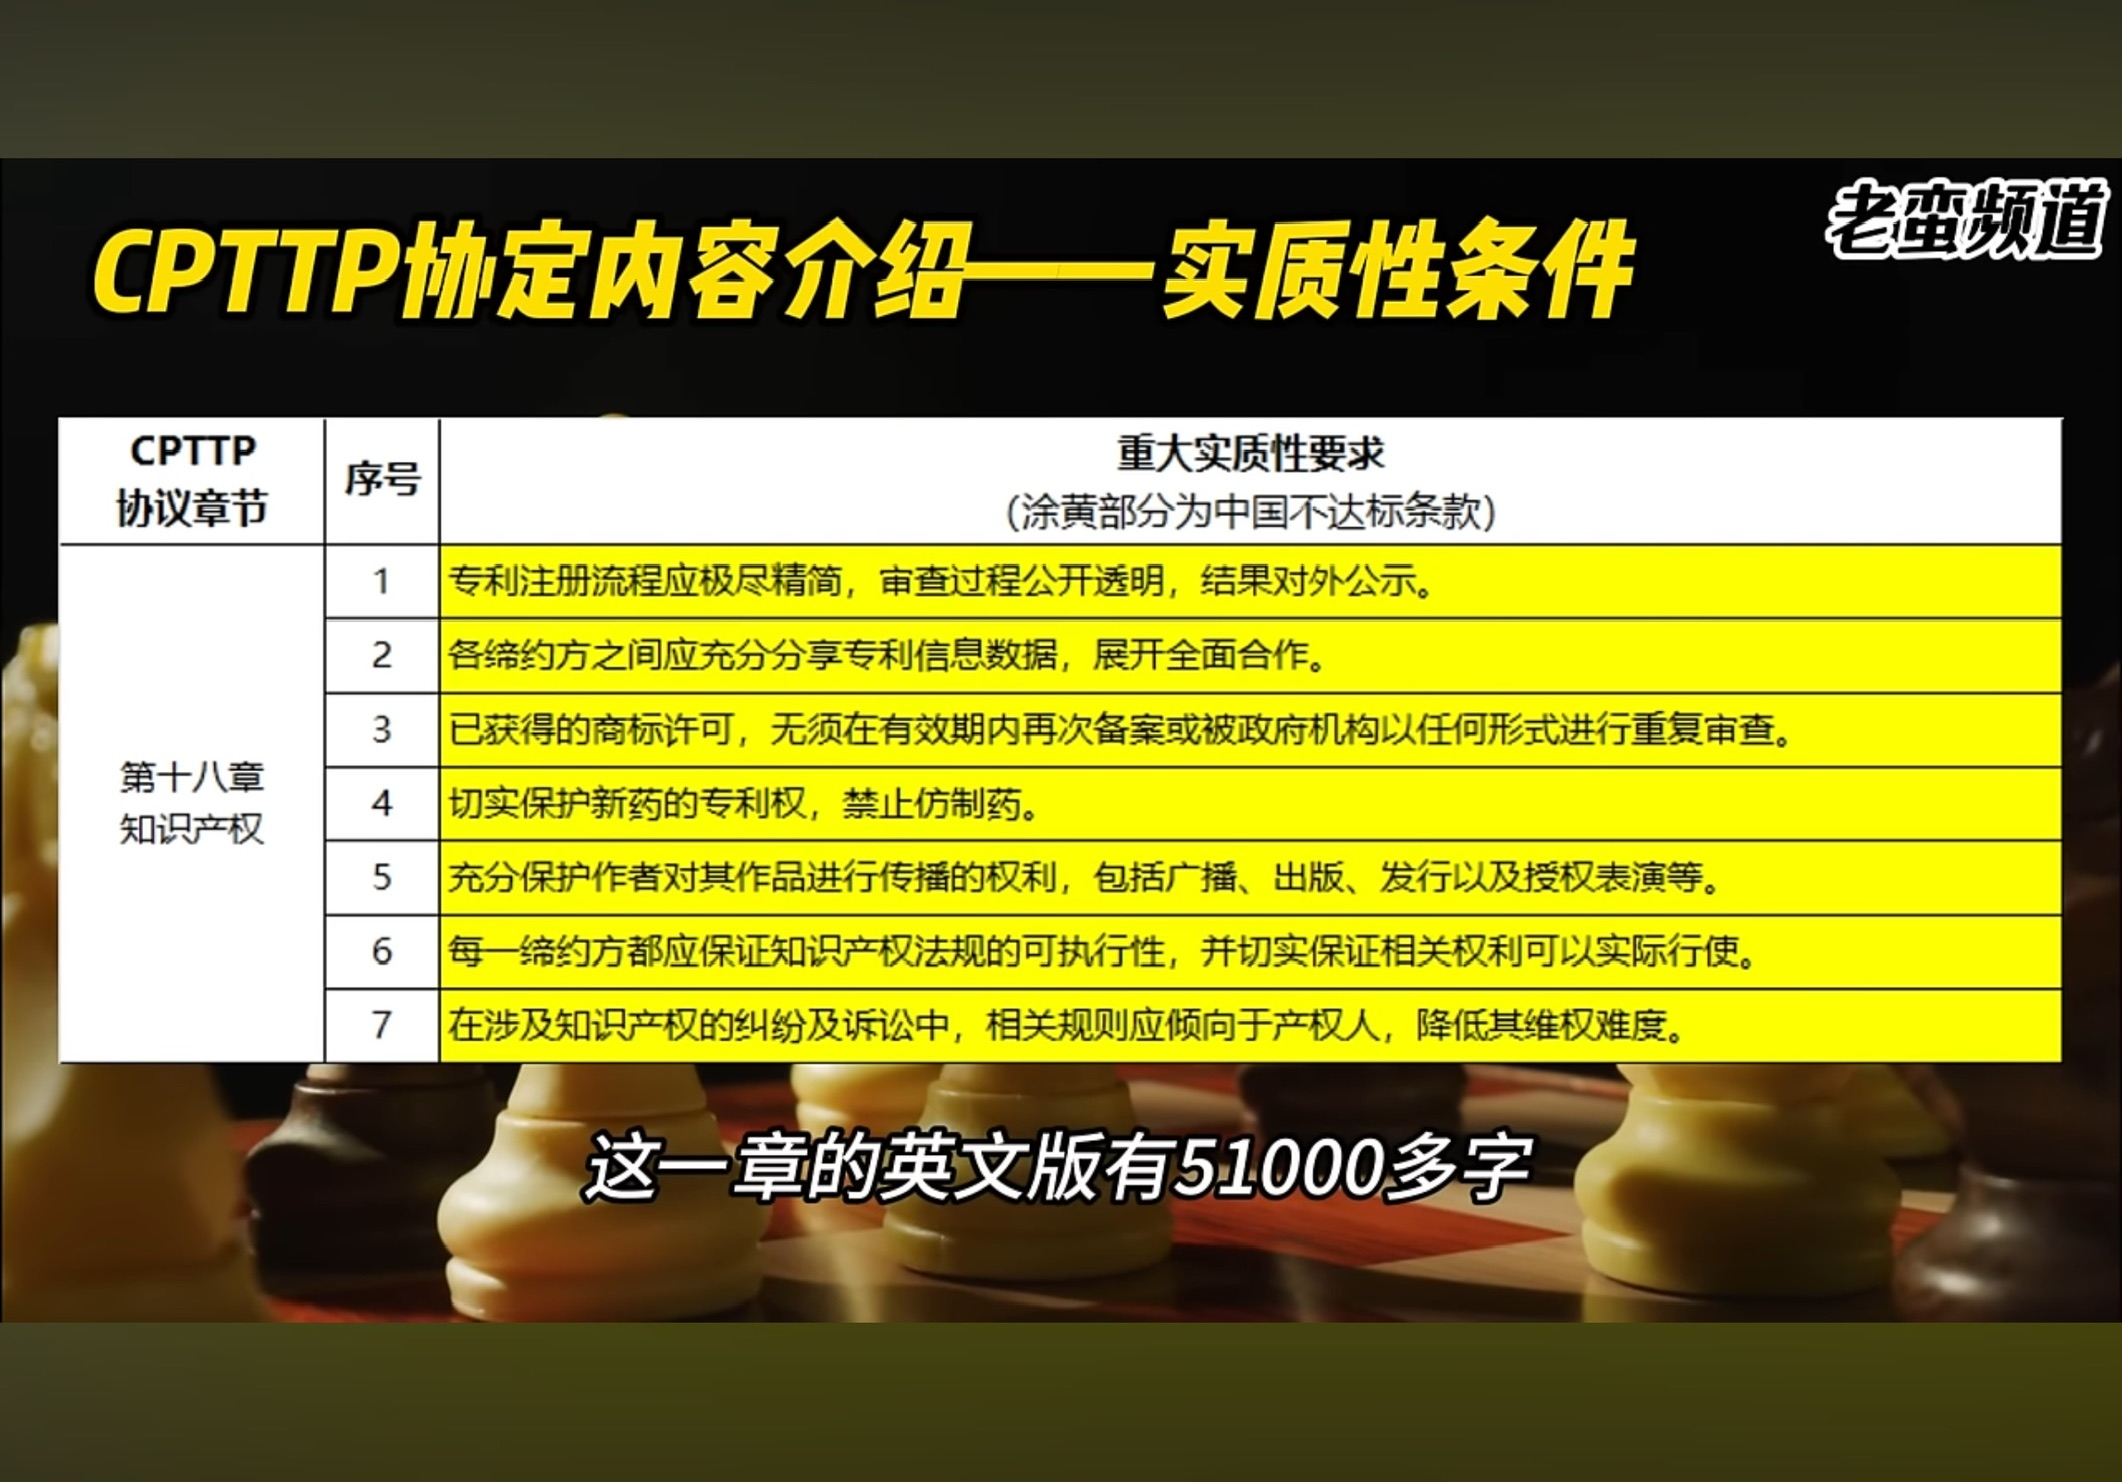 老蛮频道
CPTTP协定内容介绍——实质性条件
CPTTP
协议章节
序号
重大实质性要求
（涂黄部分为中国不达标条款）
第十八章
知识产权
1 专利注册流程应极尽精简，审查过程公开透明，结果对外公示。
2 各缔约方之间应充分分享专利信息数据，展开全面合作。
3 已获得的商标许可，无须在有效期内再次备案或被政府机构以任何形式进行重复审查。
4 切实保护新药的专利权，禁止仿制药。
5 充分保护作者对其作品进行传播的权利，包括广播、出版、发行以及授权表演等。
6 每一缔约方都应保证知识产权法规的可执行性，并切实保证相关权利可以实际行使。
7 在涉及知识产权的纠纷及诉讼中，相关规则应倾向于产权人，降低其维权难度。
这一章的英文版有51000多字